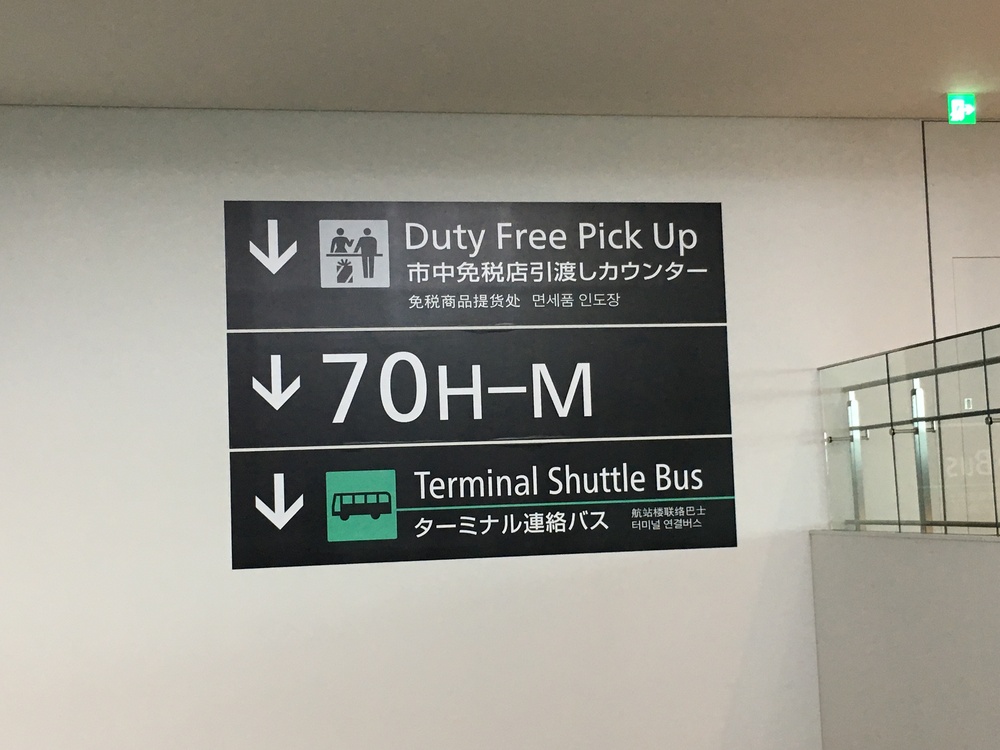 Duty Free Pick Up
市中免税店引渡しカウンター
免税商品提货处 면세품 인도장
70H–M
Terminal Shuttle Bus
ターミナル連絡バス
航站楼联络巴士
터미널 연결버스
Bus